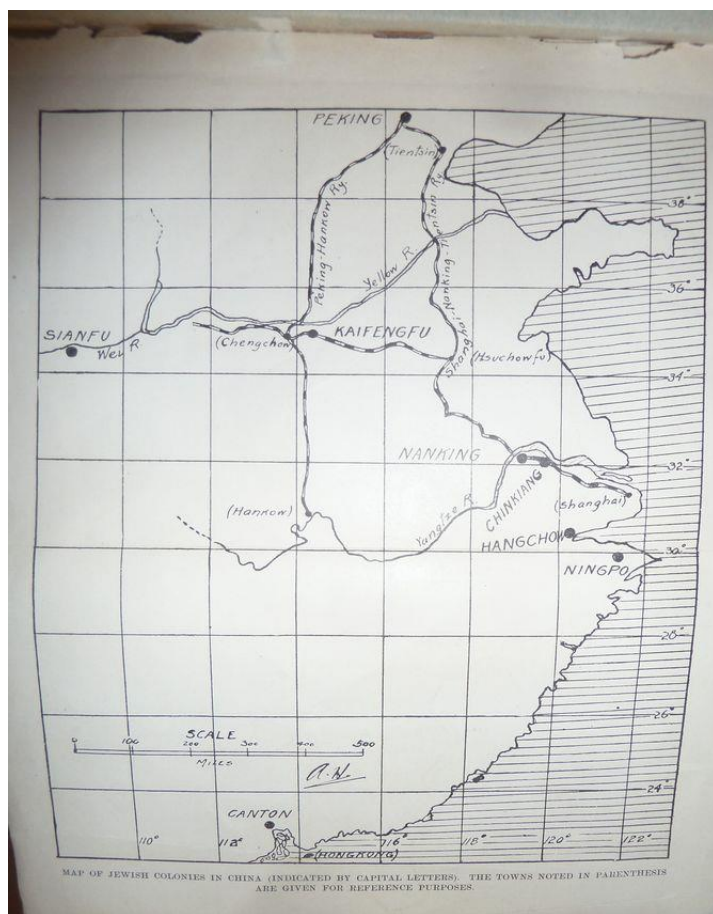 PEKING
(Tientsin)
38°
Peking-Hankow Ry.
Shanghai-Nanking-Tientsin Ry.
Yellow R.
36°
SIANFU
Wei R.
(Chengchow)
KAIFENGFU
(Hsuchowfu)
34°
NANKING
32°
CHINKIANG
(Shanghai)
(Hankow)
Yangtze R.
HANGCHOW
30°
NINGPO
28°
26°
SCALE
0 100 200 300 400 500
MILES
A.H.
24°
CANTON
110° 112° 116° 118° 120° 122°
(HONGKONG)
MAP OF JEWISH COLONIES IN CHINA (INDICATED BY CAPITAL LETTERS). THE TOWNS NOTED IN PARENTHESIS
ARE GIVEN FOR REFERENCE PURPOSES.